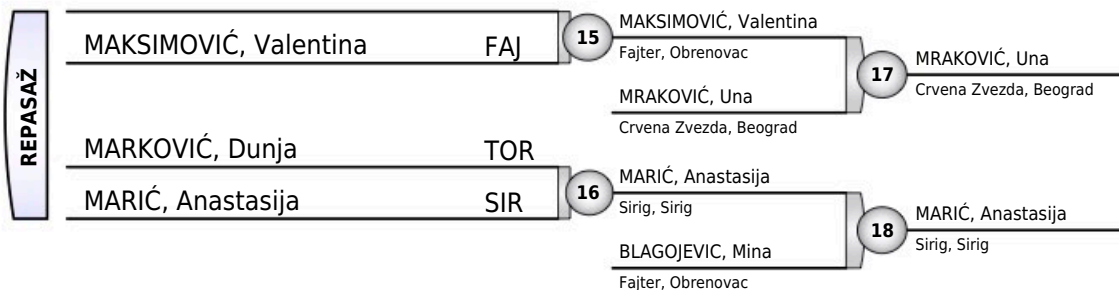 REPASAŽ
MAKSIMOVIĆ, Valentina FAJ
MARKOVIĆ, Dunja TOR
MARIĆ, Anastasija SIR
15
MAKSIMOVIĆ, Valentina
Fajter, Obrenovac
MRAKOVIĆ, Una
Crvena Zvezda, Beograd
16
MARIĆ, Anastasija
Sirig, Sirig
BLAGOJEVIC, Mina
Fajter, Obrenovac
17
MRAKOVIĆ, Una
Crvena Zvezda, Beograd
18
MARIĆ, Anastasija
Sirig, Sirig